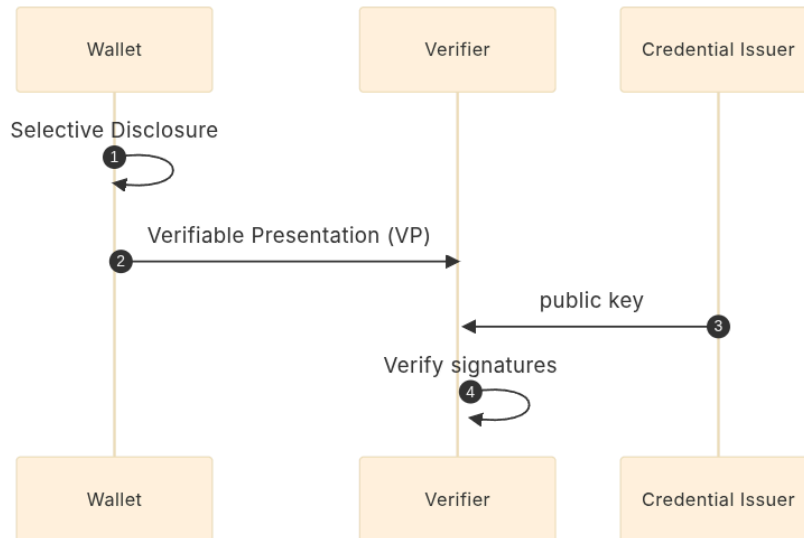 Wallet
Verifier
Credential Issuer
Selective Disclosure
1
Verifiable Presentation (VP)
2
public key
3
Verify signatures
4
Wallet
Verifier
Credential Issuer